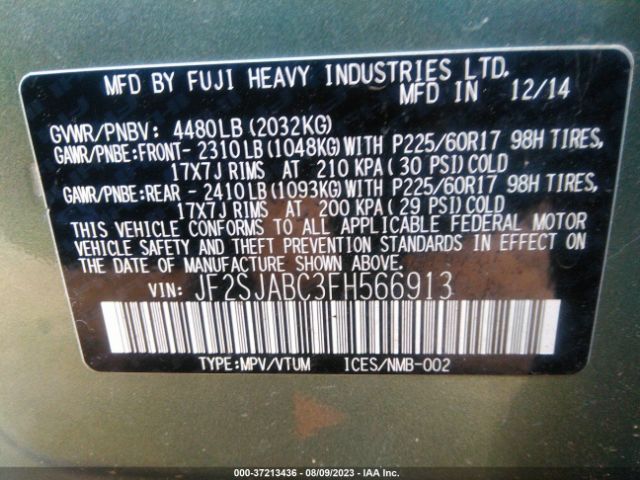 MFD BY FUJI HEAVY INDUSTRIES LTD.
MFD IN 12/14
GVWR/PNBV: 4480LB(2032KG)
GAWR/PNBE:FRONT- 2310LB(1048KG)WITH P225/60R17 98H TIRES,
17X7J RIMS AT 210 KPA(30 PSI)COLD
GAWR/PNBE:REAR - 2410LB(1093KG)WITH P225/60R17 98H TIRES,
17X7J RIMS AT 200 KPA(29 PSI)COLD
THIS VEHICLE CONFORMS TO ALL APPLICABLE FEDERAL MOTOR
VEHICLE SAFETY AND THEFT PREVENTION STANDARDS IN EFFECT ON
THE DATE OF MANUFACTURE SHOWN ABOVE.
VIN: JF2SJABC3FH566913
TYPE:MPV/VTUM ICES/NMB-002
000-37213436 - 08/09/2023 - IAA Inc.